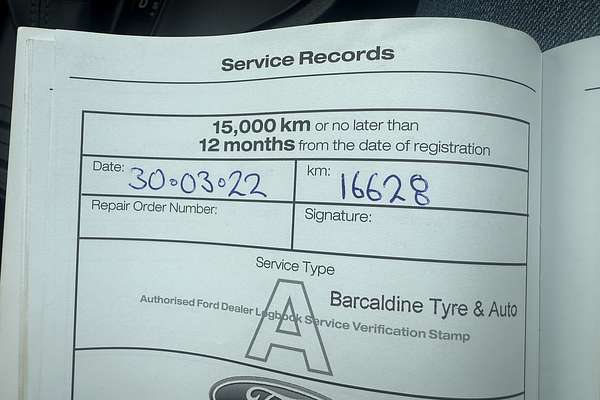 Service Records
15,000 km or no later than
12 months from the date of registration
Date: 30.03.22
km: 16628
Repair Order Number:
Signature:
Service Type
A
Barcaldine Tyre & Auto
Authorised Ford Dealer Logbook Service Verification Stamp